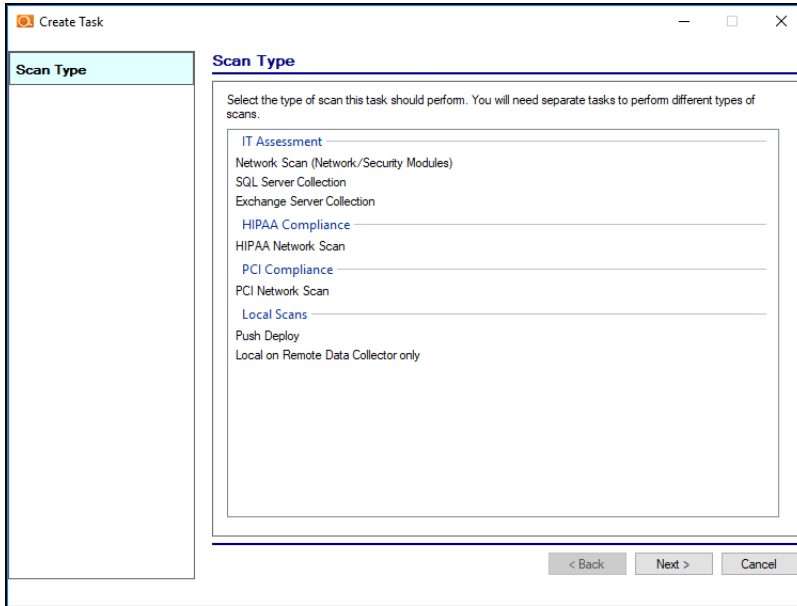 Create Task
Scan Type
Scan Type
Select the type of scan this task should perform. You will need separate tasks to perform different types of
scans.
IT Assessment
Network Scan (Network/Security Modules)
SQL Server Collection
Exchange Server Collection
HIPAA Compliance
HIPAA Network Scan
PCI Compliance
PCI Network Scan
Local Scans
Push Deploy
Local on Remote Data Collector only
< Back
Next >
Cancel